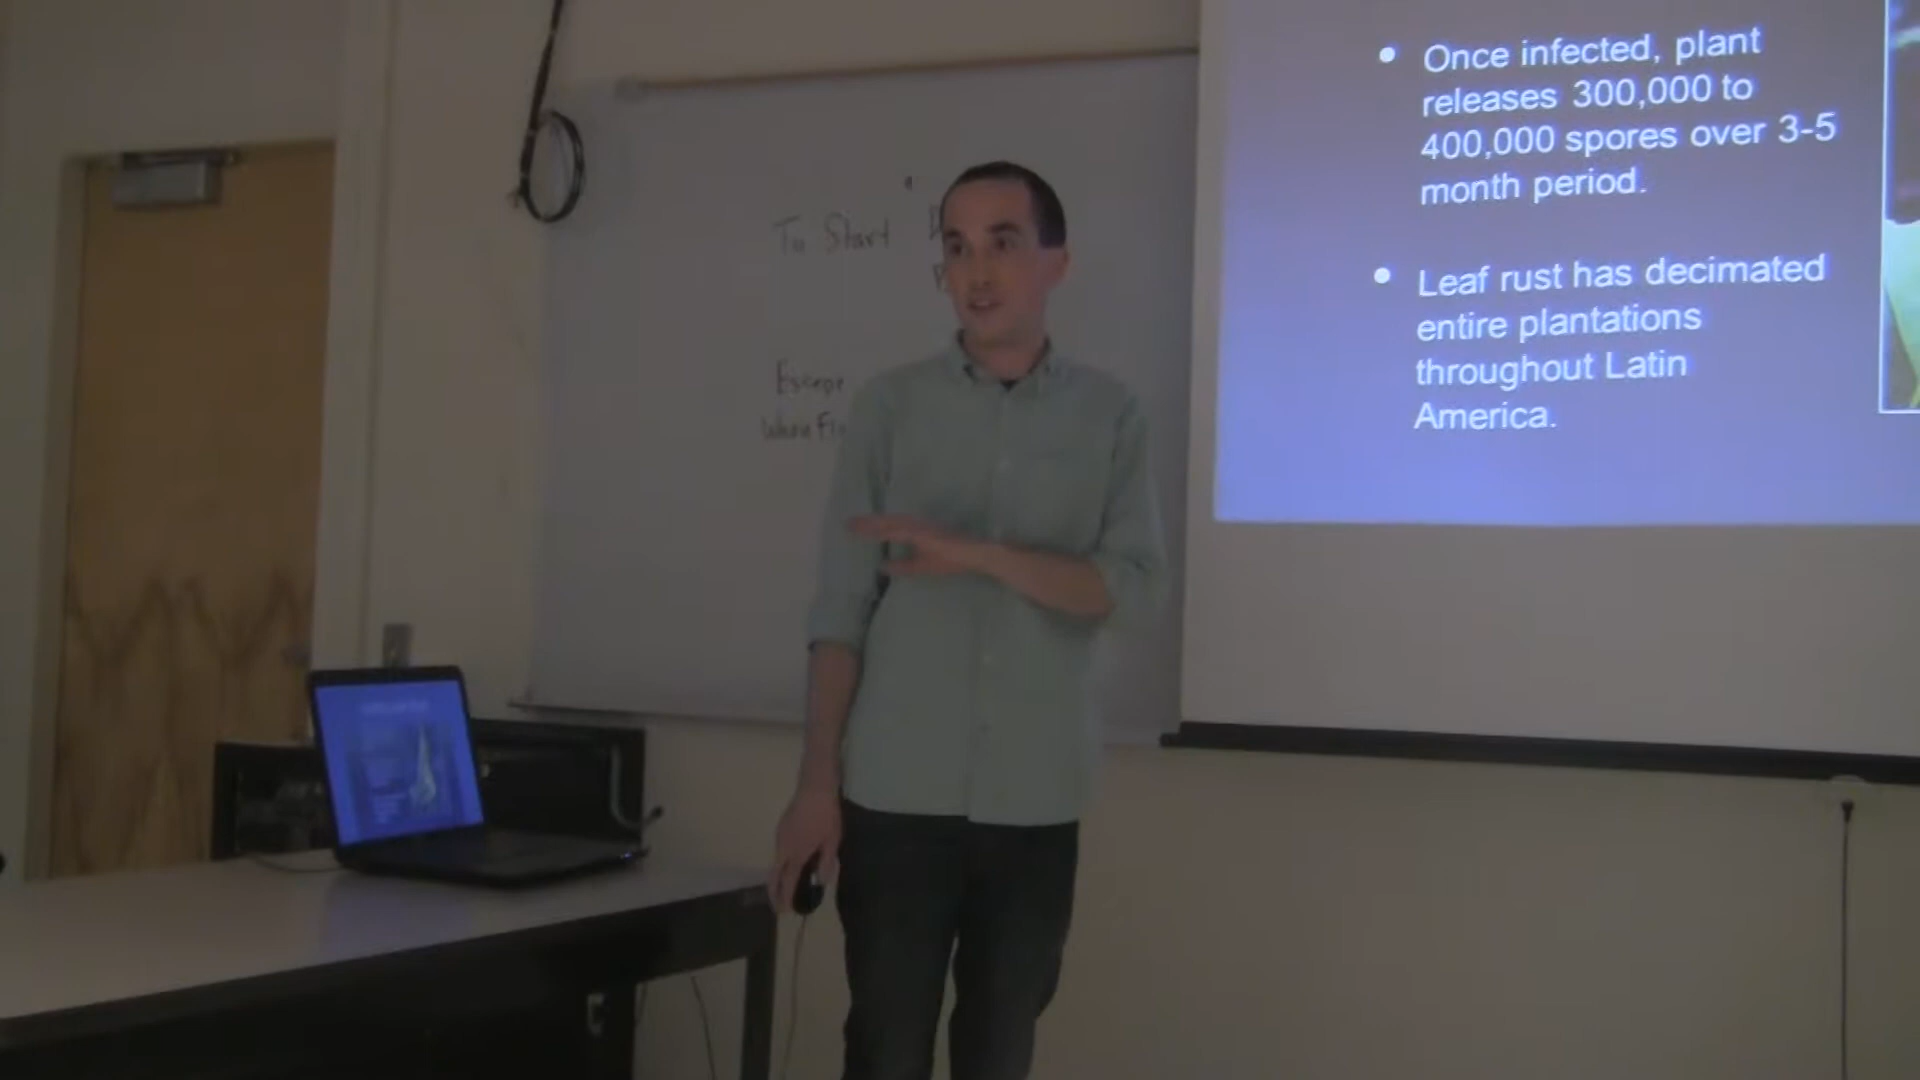 To Start
Escape
When
• Once infected, plant
releases 300,000 to
400,000 spores over 3-5
month period.
• Leaf rust has decimated
entire plantations
throughout Latin
America.